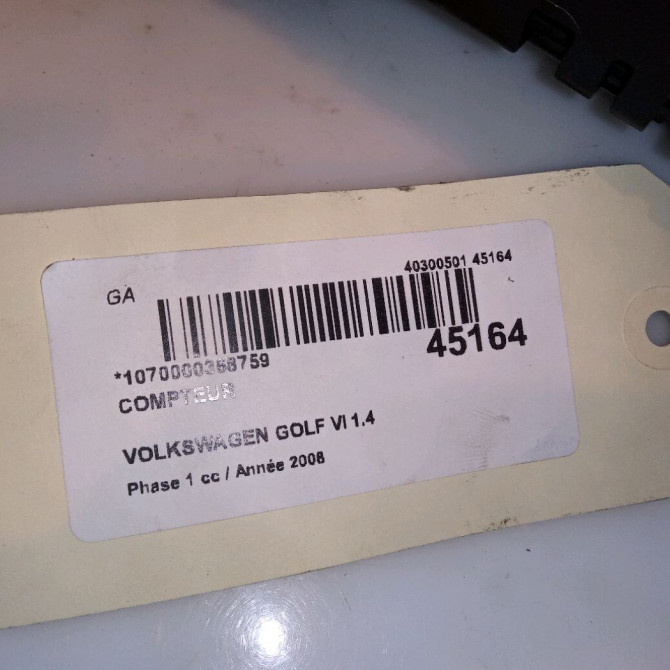 40300501 45164
GA
45164
*1070000368759
COMPTEUR
VOLKSWAGEN GOLF VI 1.4
Phase 1 cc / Année 2008